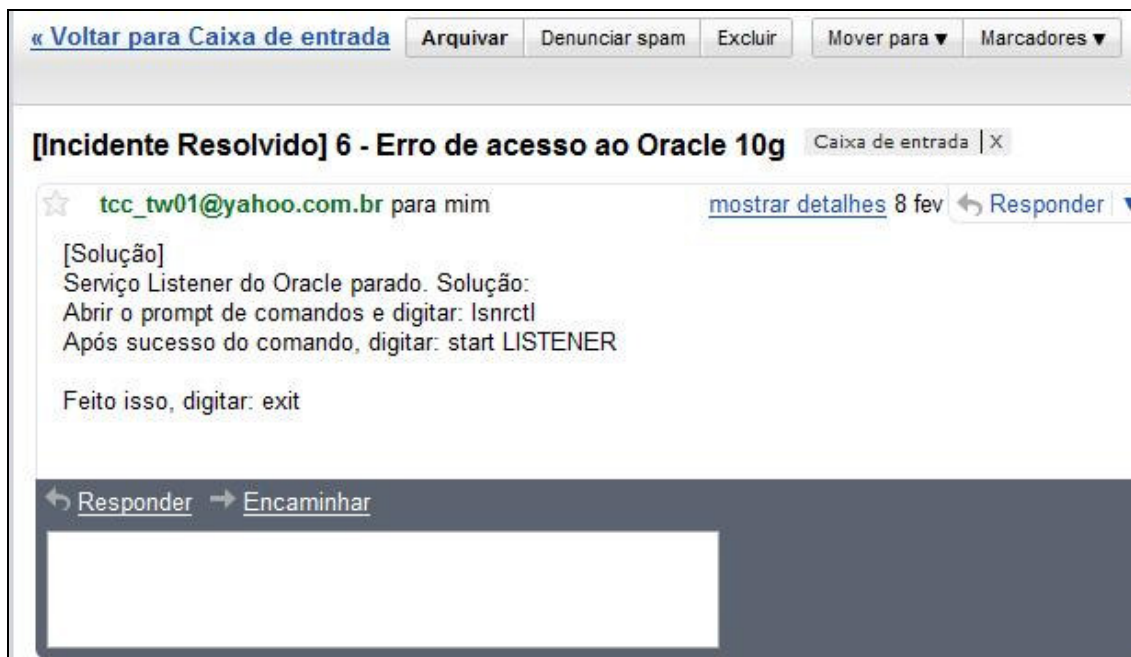 « Voltar para Caixa de entrada Arquivar Denunciar spam Excluir Mover para ▼ Marcadores ▼
[Incidente Resolvido] 6 - Erro de acesso ao Oracle 10g Caixa de entrada | X
tcc_tw01@yahoo.com.br para mim mostrar detalhes 8 fev Responder
[Solução]
Serviço Listener do Oracle parado. Solução:
Abrir o prompt de comandos e digitar: lsnrctl
Após sucesso do comando, digitar: start LISTENER
Feito isso, digitar: exit
Responder Encaminhar